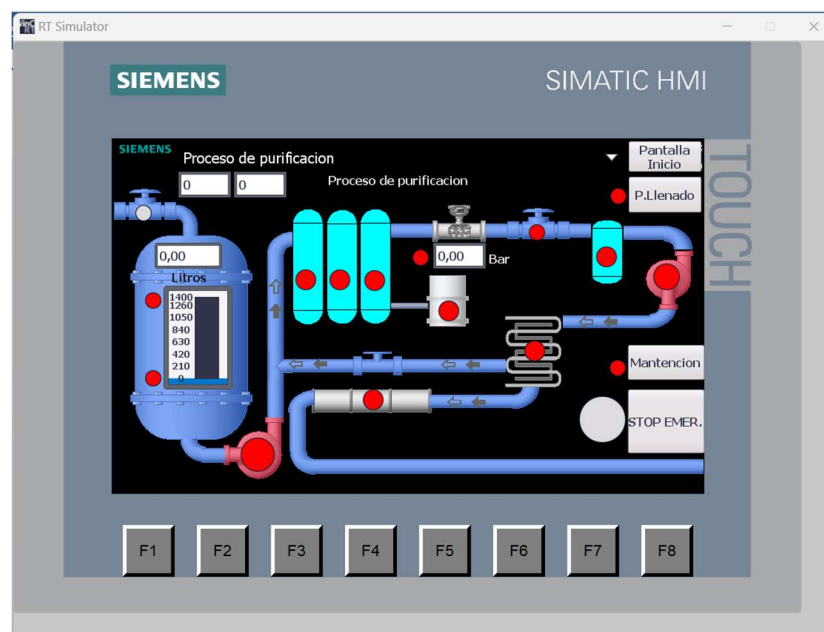 RT Simulator
SIEMENS
SIMATIC HMI
SIEMENS
Proceso de purificacion
Pantalla
Inicio
0
0
Proceso de purificacion
P.Llenado
TOUCH
0,00
0,00
Bar
Litros
1400
1260
1050
840
630
420
210
0
Mantencion
STOP EMER.
F1
F2
F3
F4
F5
F6
F7
F8